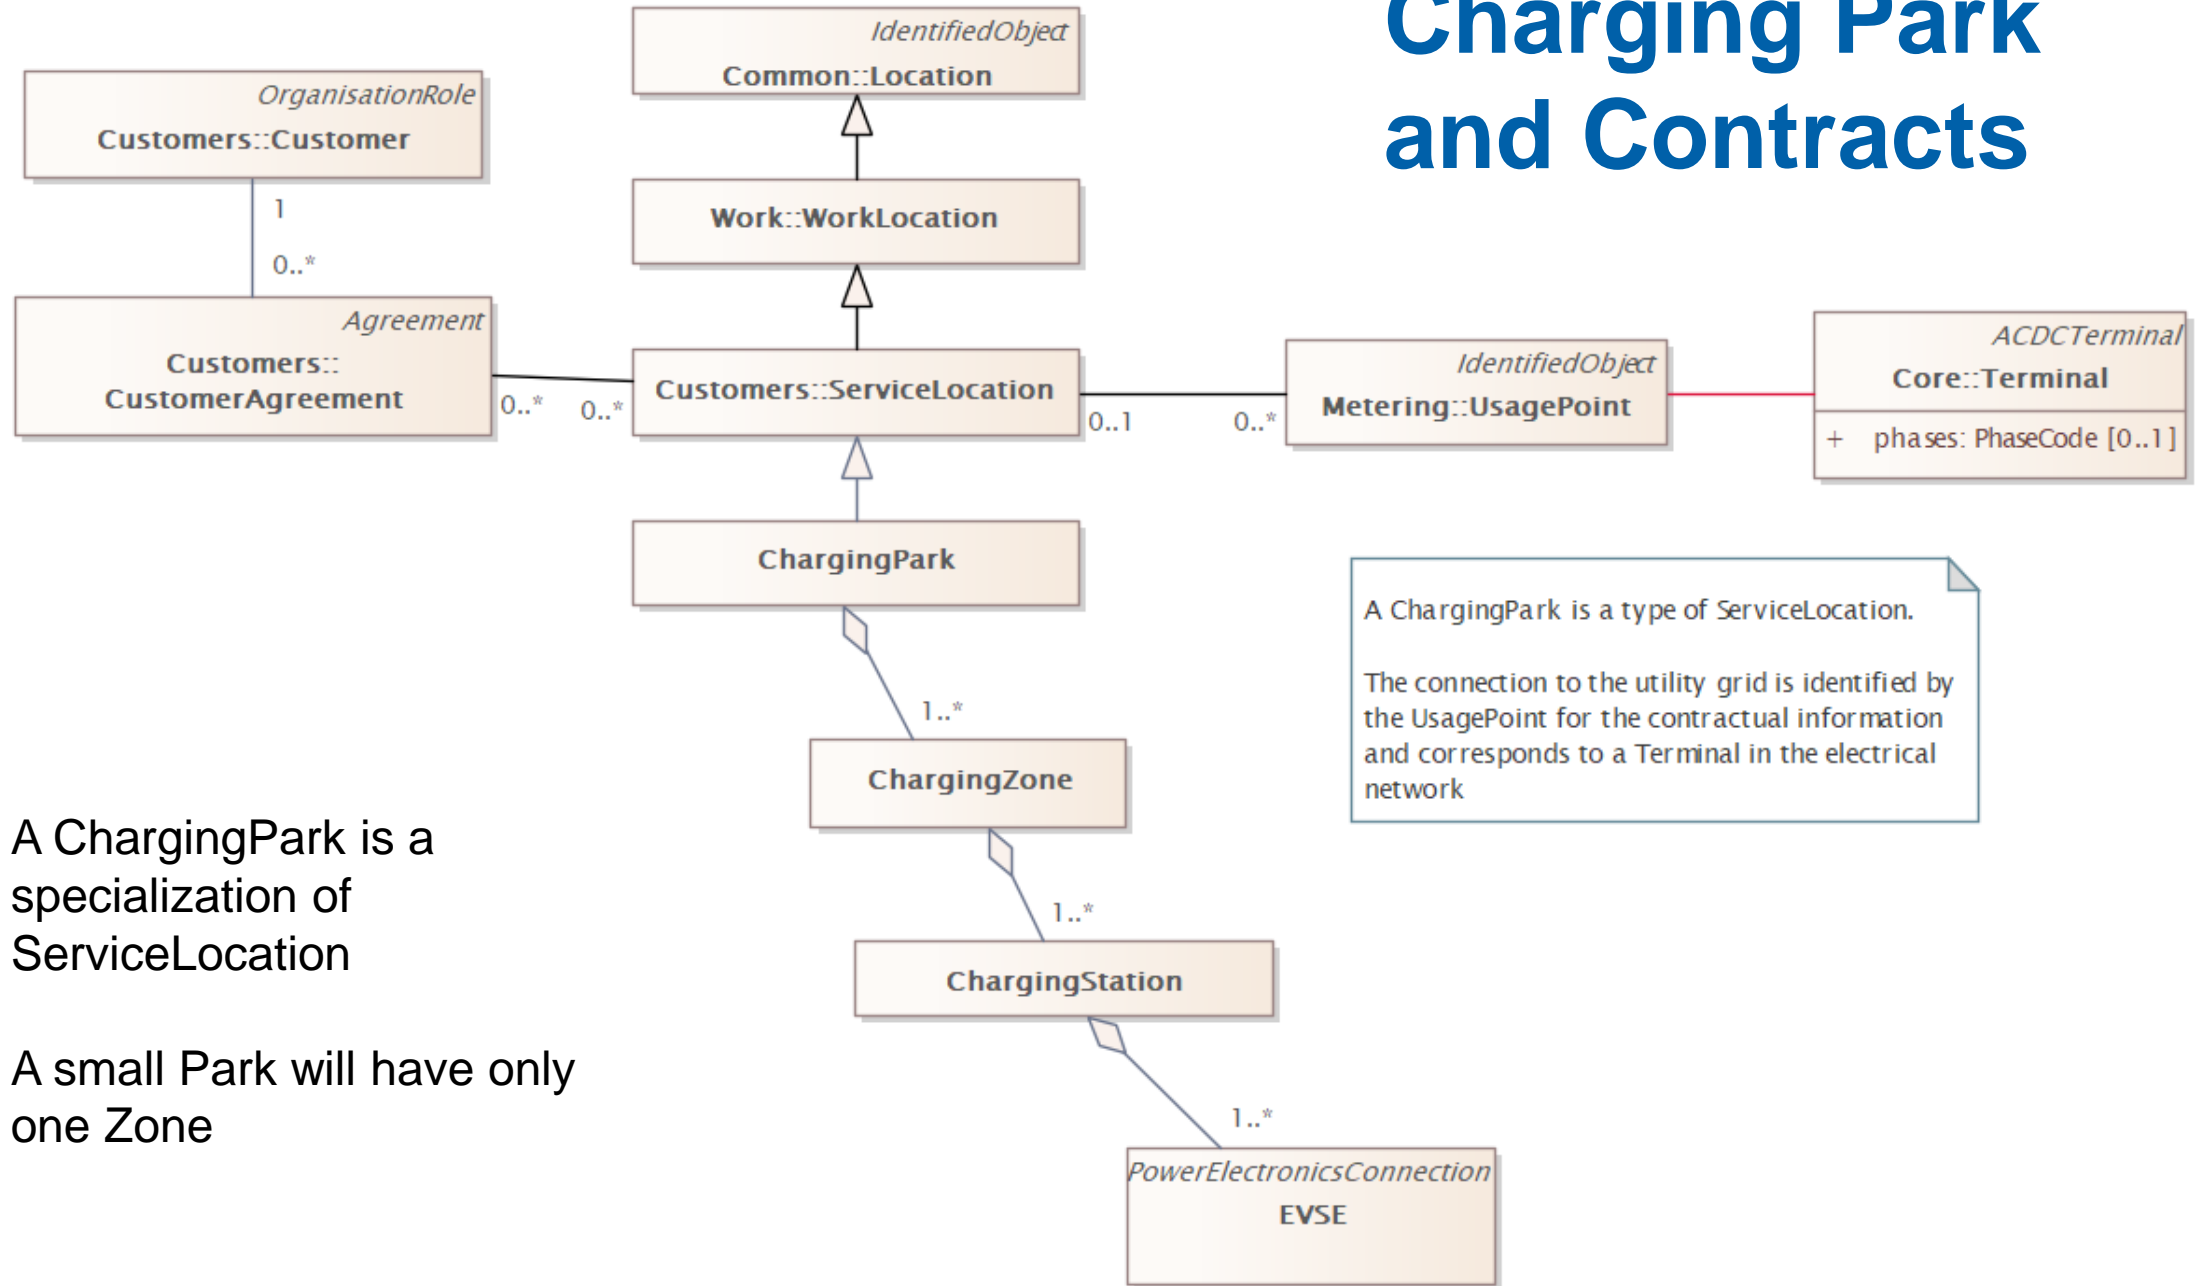 Charging Park
and Contracts
IdentifiedObject
Common::Location
OrganisationRole
Customers::Customer
1
0..*
Work::WorkLocation
Agreement
Customers::
CustomerAgreement
0..*
0..*
Customers::ServiceLocation
0..1
0..*
IdentifiedObject
Metering::UsagePoint
ACDCTerminal
Core::Terminal
+ phases: PhaseCode [0..1]
ChargingPark
1..*
ChargingZone
1..*
ChargingStation
1..*
PowerElectronicsConnection
EVSE
A ChargingPark is a type of ServiceLocation.
The connection to the utility grid is identified by
the UsagePoint for the contractual information
and corresponds to a Terminal in the electrical
network
A ChargingPark is a
specialization of
ServiceLocation
A small Park will have only
one Zone